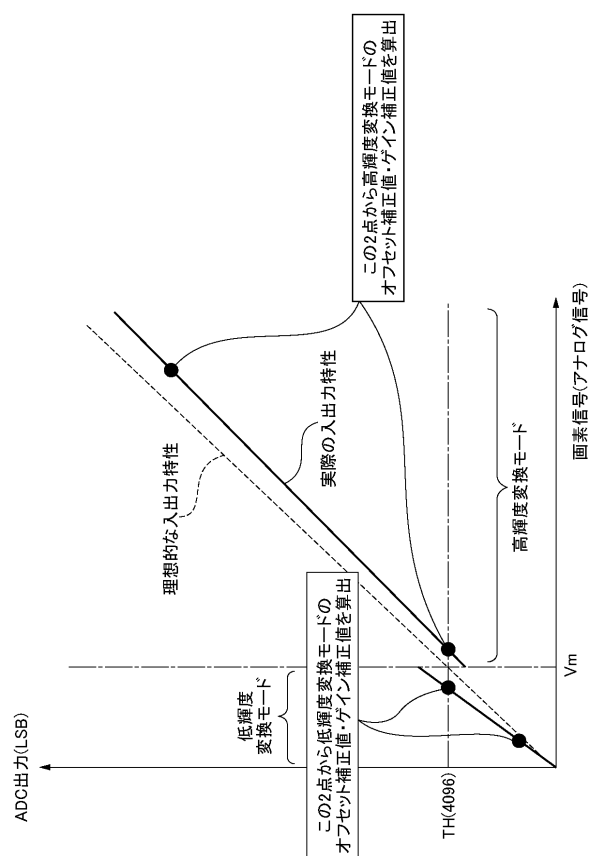 ADC出力(LSB)
低輝度
変換モード
この2点から低輝度変換モードの
オフセット補正値・ゲイン補正値を算出
TH(4096)
理想的な入出力特性
実際の入出力特性
この2点から高輝度変換モードの
オフセット補正値・ゲイン補正値を算出
高輝度変換モード
Vm
画素信号(アナログ信号)